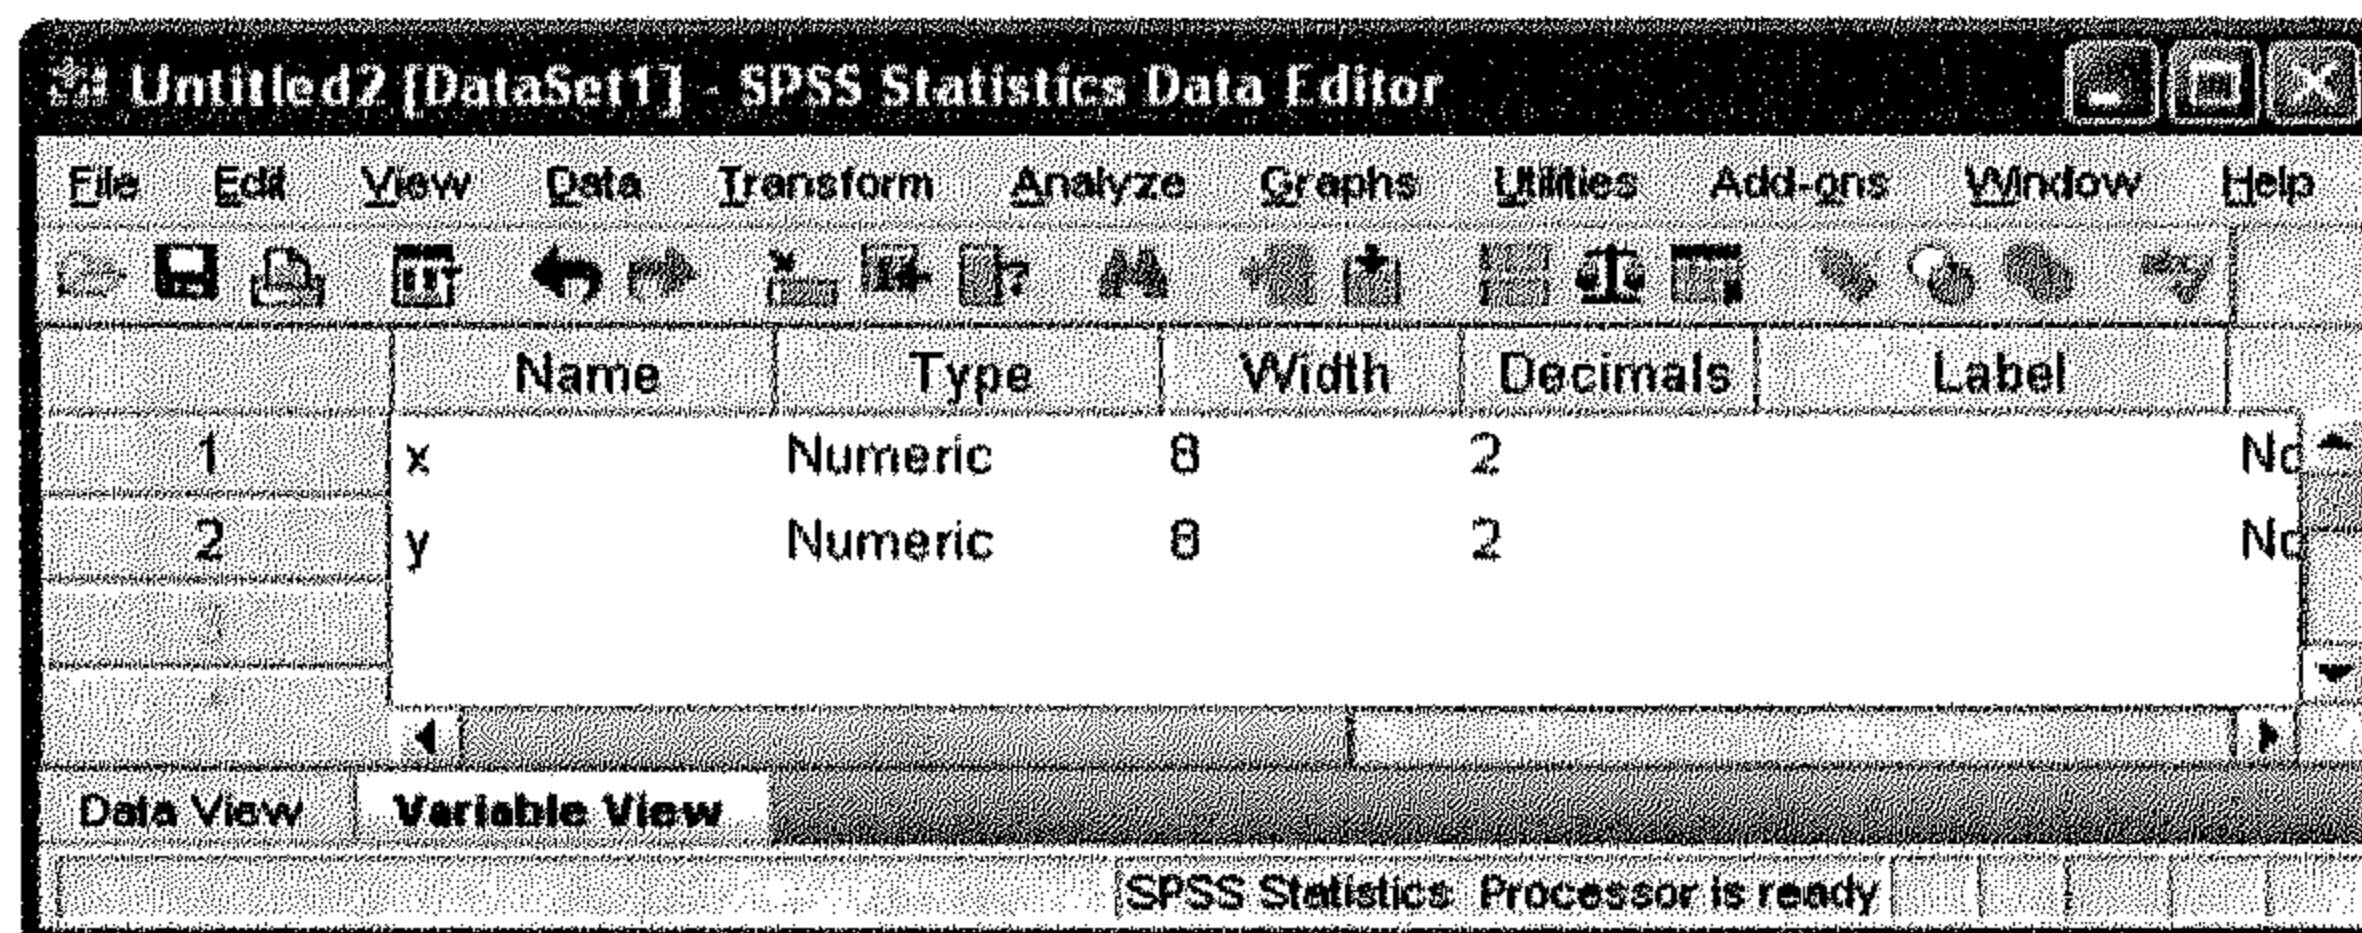 Untitled2 [DataSet1] - SPSS Statistics Data Editor
File Edit View Data Transform Analyze Graphs Utilities Add-ons Window Help
Name Type Width Decimals Label
1 x Numeric 8 2 No
2 y Numeric 8 2 No
Data View Variable View
SPSS Statistics Processor is ready